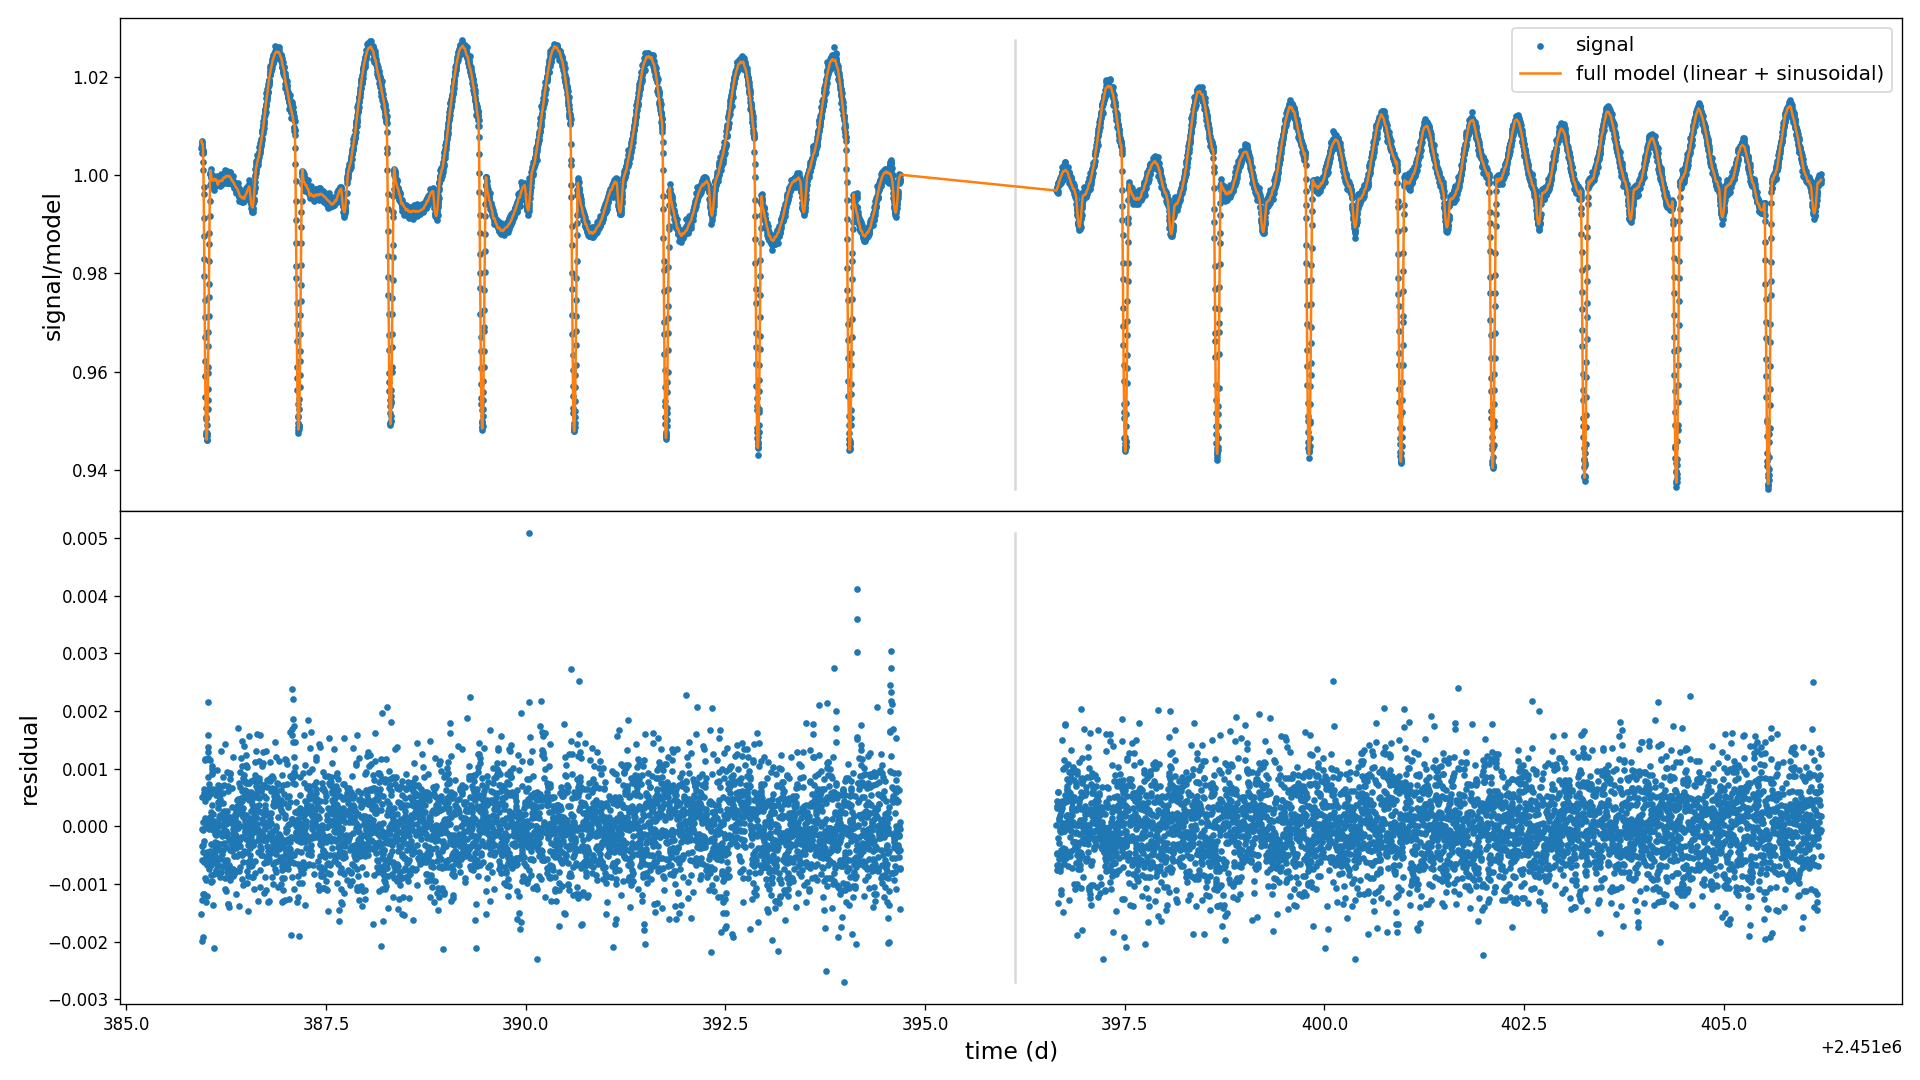 signal
full model (linear + sinusoidal)
1.02
1.00
0.98
0.96
0.94
signal/model
0.005
0.004
0.003
0.002
0.001
0.000
−0.001
−0.002
−0.003
residual
385.0 387.5 390.0 392.5 395.0 397.5 400.0 402.5 405.0
time (d)
+2.451e6